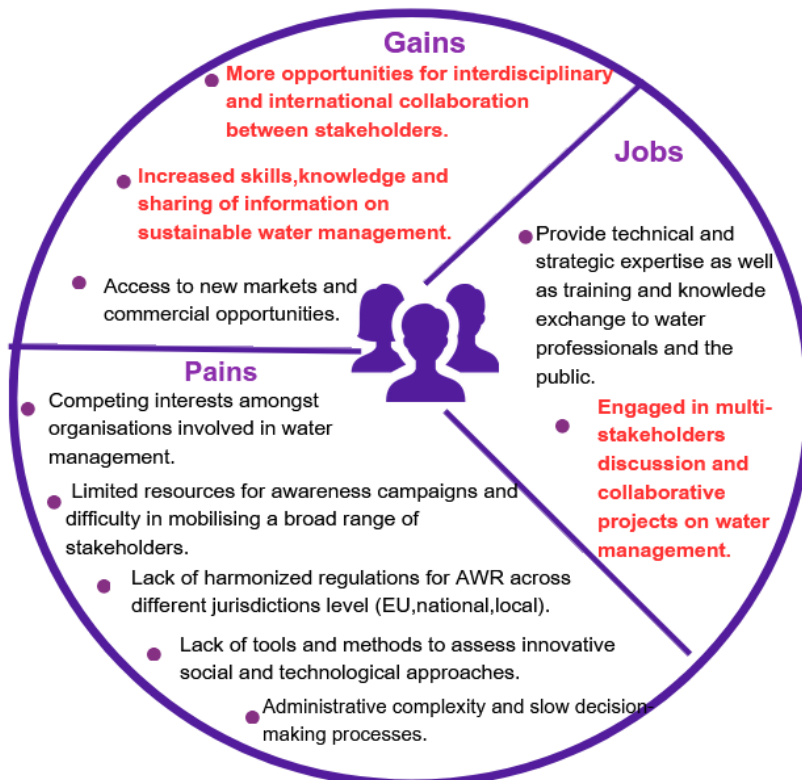 Gains
More opportunities for interdisciplinary
and international collaboration
between stakeholders.
Increased skills,knowledge and
sharing of information on
sustainable water management.
Access to new markets and
commercial opportunities.
Jobs
Provide technical and
strategic expertise as well
as training and knowlede
exchange to water
professionals and the
public.
Engaged in multi-
stakeholders
discussion and
collaborative
projects on water
management.
Pains
Competing interests amongst
organisations involved in water
management.
Limited resources for awareness campaigns and
difficulty in mobilising a broad range of
stakeholders.
Lack of harmonized regulations for AWR across
different jurisdictions level (EU,national,local).
Lack of tools and methods to assess innovative
social and technological approaches.
Administrative complexity and slow decision-
making processes.